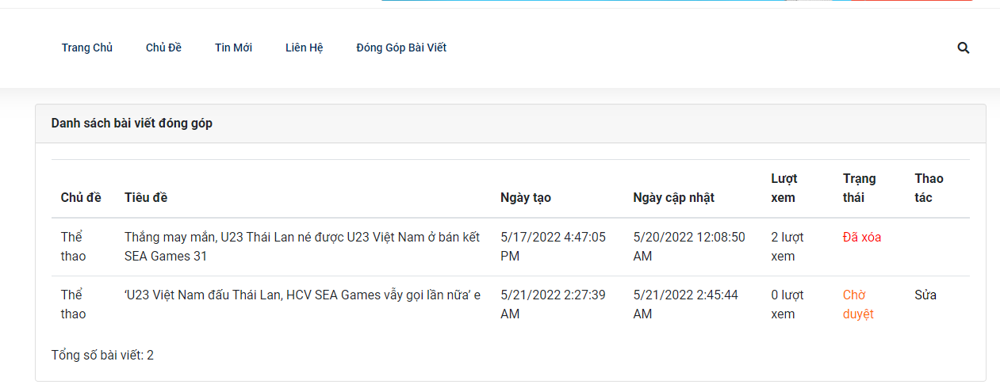 Trang Chủ Chủ Đề Tin Mới Liên Hệ Đóng Góp Bài Viết
Danh sách bài viết đóng góp
Chủ đề Tiêu đề Ngày tạo Ngày cập nhật Lượt xem Trạng thái Thao tác
Thể thao
Thắng may mắn, U23 Thái Lan né được U23 Việt Nam ở bán kết
SEA Games 31
5/17/2022 4:47:05
PM
5/20/2022 12:08:50
AM
2 lượt
xem
Đã xóa
Thể
thao
‘U23 Việt Nam đấu Thái Lan, HCV SEA Games vẫy gọi lần nữa’ e
5/21/2022 2:27:39
AM
5/21/2022 2:45:44
AM
0 lượt
xem
Chờ
duyệt
Sửa
Tổng số bài viết: 2